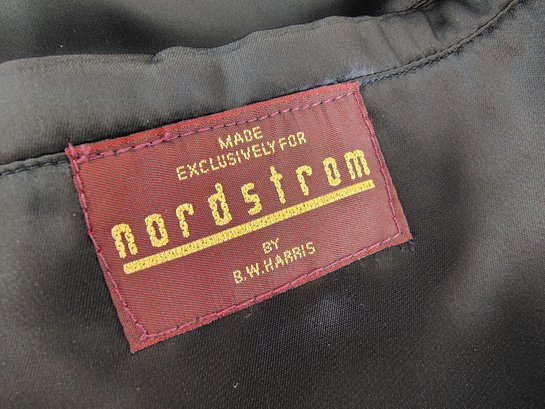 MADE
EXCLUSIVELY FOR
nordstrom
BY
B.W.HARRIS